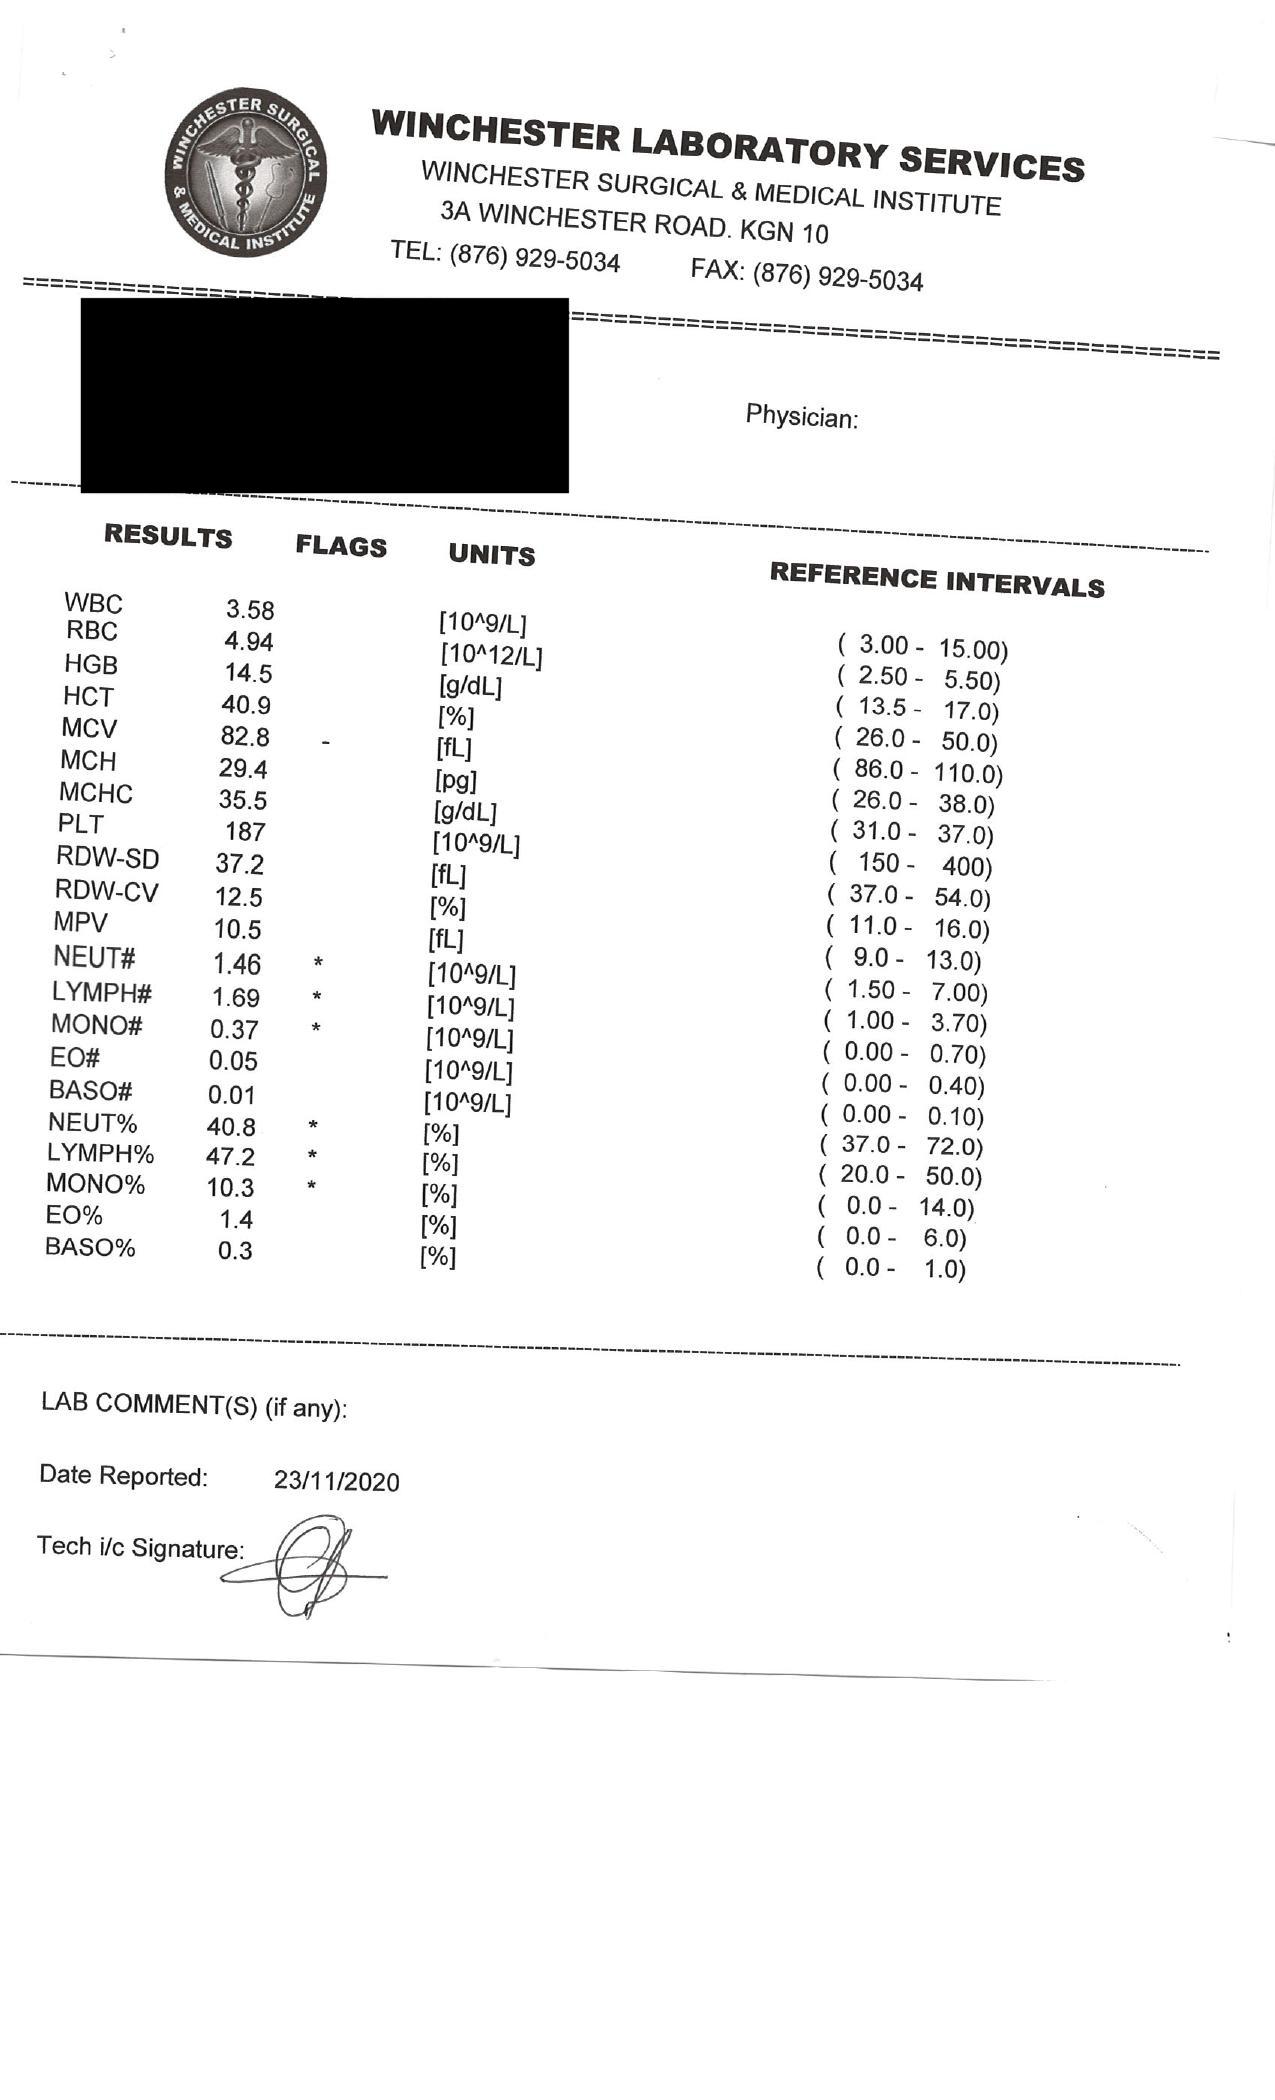 WINCHESTER SURGICAL
& MEDICAL INSTITUTE
WINCHESTER LABORATORY SERVICES
WINCHESTER SURGICAL & MEDICAL INSTITUTE
3A WINCHESTER ROAD. KGN 10
TEL: (876) 929-5034 FAX: (876) 929-5034
Physician:
RESULTS FLAGS UNITS REFERENCE INTERVALS
WBC 3.58 [10^9/L] ( 3.00 - 15.00)
RBC 4.94 [10^12/L] ( 2.50 - 5.50)
HGB 14.5 [g/dL] ( 13.5 - 17.0)
HCT 40.9 [%] ( 26.0 - 50.0)
MCV 82.8 - [fL] ( 86.0 - 110.0)
MCH 29.4 [pg] ( 26.0 - 38.0)
MCHC 35.5 [g/dL] ( 31.0 - 37.0)
PLT 187 [10^9/L] ( 150 - 400)
RDW-SD 37.2 [fL] ( 37.0 - 54.0)
RDW-CV 12.5 [%] ( 11.0 - 16.0)
MPV 10.5 [fL] ( 9.0 - 13.0)
NEUT# 1.46 * [10^9/L] ( 1.50 - 7.00)
LYMPH# 1.69 * [10^9/L] ( 1.00 - 3.70)
MONO# 0.37 * [10^9/L] ( 0.00 - 0.70)
EO# 0.05 [10^9/L] ( 0.00 - 0.40)
BASO# 0.01 [10^9/L] ( 0.00 - 0.10)
NEUT% 40.8 * [%] ( 37.0 - 72.0)
LYMPH% 47.2 * [%] ( 20.0 - 50.0)
MONO% 10.3 * [%] ( 0.0 - 14.0)
EO% 1.4 [%] ( 0.0 - 6.0)
BASO% 0.3 [%] ( 0.0 - 1.0)
LAB COMMENT(S) (if any):
Date Reported: 23/11/2020
Tech i/c Signature: